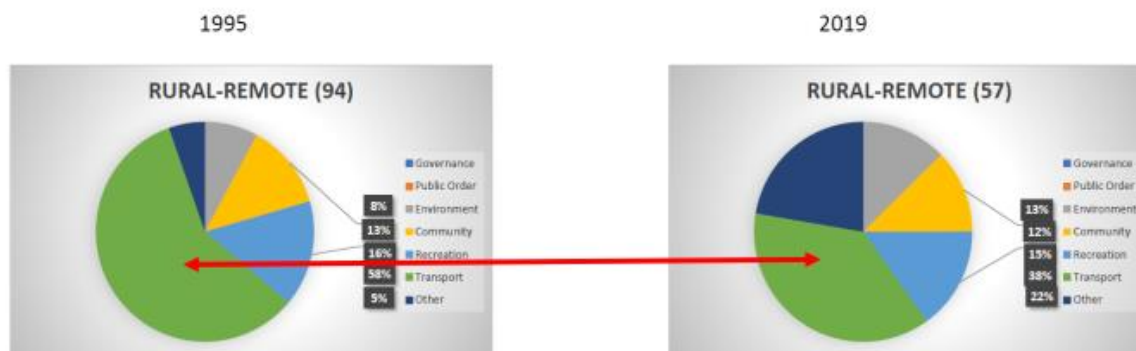 1995
2019
RURAL-REMOTE (94)
Governance
Public Order
8% Environment
13% Community
16% Recreation
58% Transport
5% Other
RURAL-REMOTE (57)
Governance
Public Order
13% Environment
12% Community
15% Recreation
38% Transport
22% Other